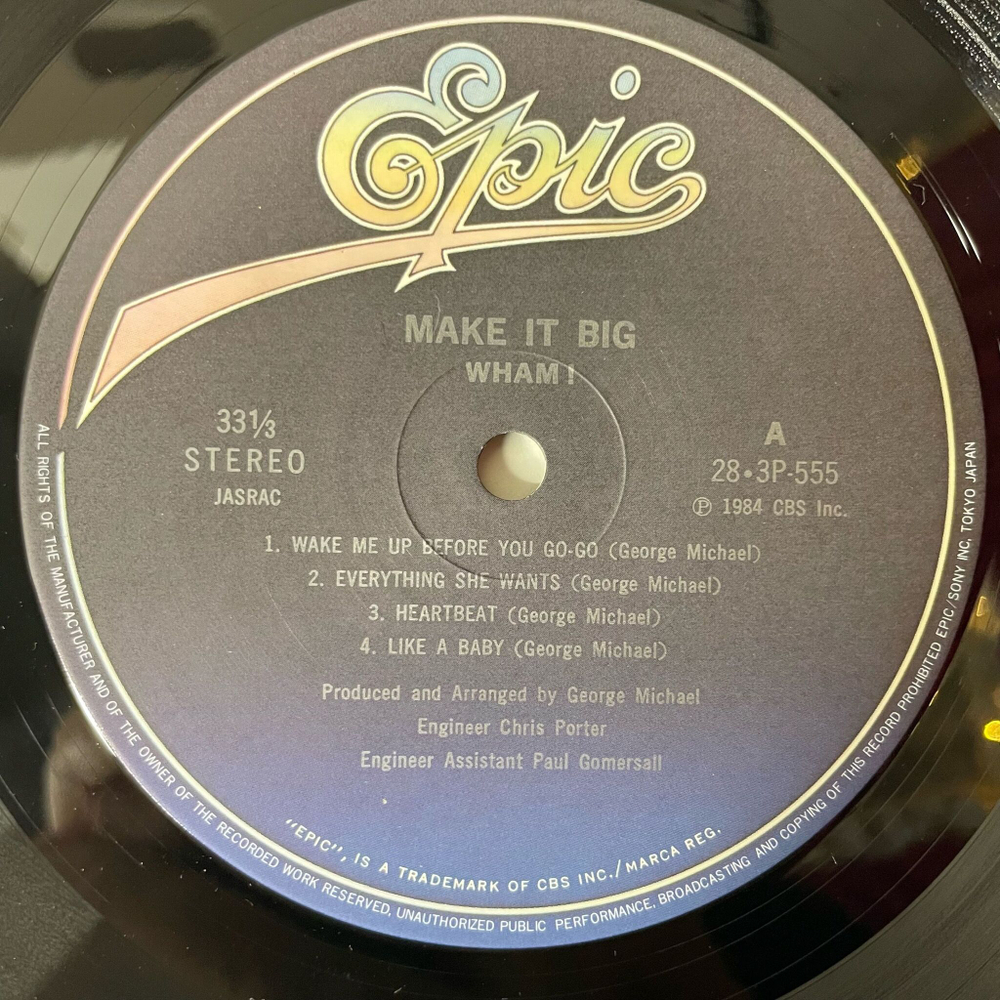 Epic
MAKE IT BIG
WHAM!
33⅓
STEREO
JASRAC
A
28•3P-555
Ⓟ 1984 CBS Inc.
1. WAKE ME UP BEFORE YOU GO-GO (George Michael)
2. EVERYTHING SHE WANTS (George Michael)
3. HEARTBEAT (George Michael)
4. LIKE A BABY (George Michael)
Produced and Arranged by George Michael
Engineer Chris Porter
Engineer Assistant Paul Gomersall
"EPIC", IS A TRADEMARK OF CBS INC./MARCA REG.
ALL RIGHTS OF THE MANUFACTURER AND OF THE OWNER OF THE RECORDED WORK RESERVED, UNAUTHORIZED PUBLIC PERFORMANCE, BROADCASTING AND COPYING OF THIS RECORD PROHIBITED EPIC/SONY INC, TOKYO JAPAN